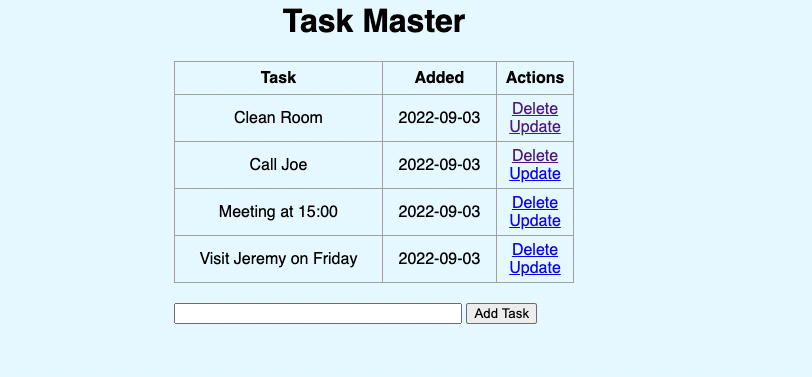 Task Master
Task Added Actions
Clean Room 2022-09-03 Delete
Update
Call Joe 2022-09-03 Delete
Update
Meeting at 15:00 2022-09-03 Delete
Update
Visit Jeremy on Friday 2022-09-03 Delete
Update
Add Task